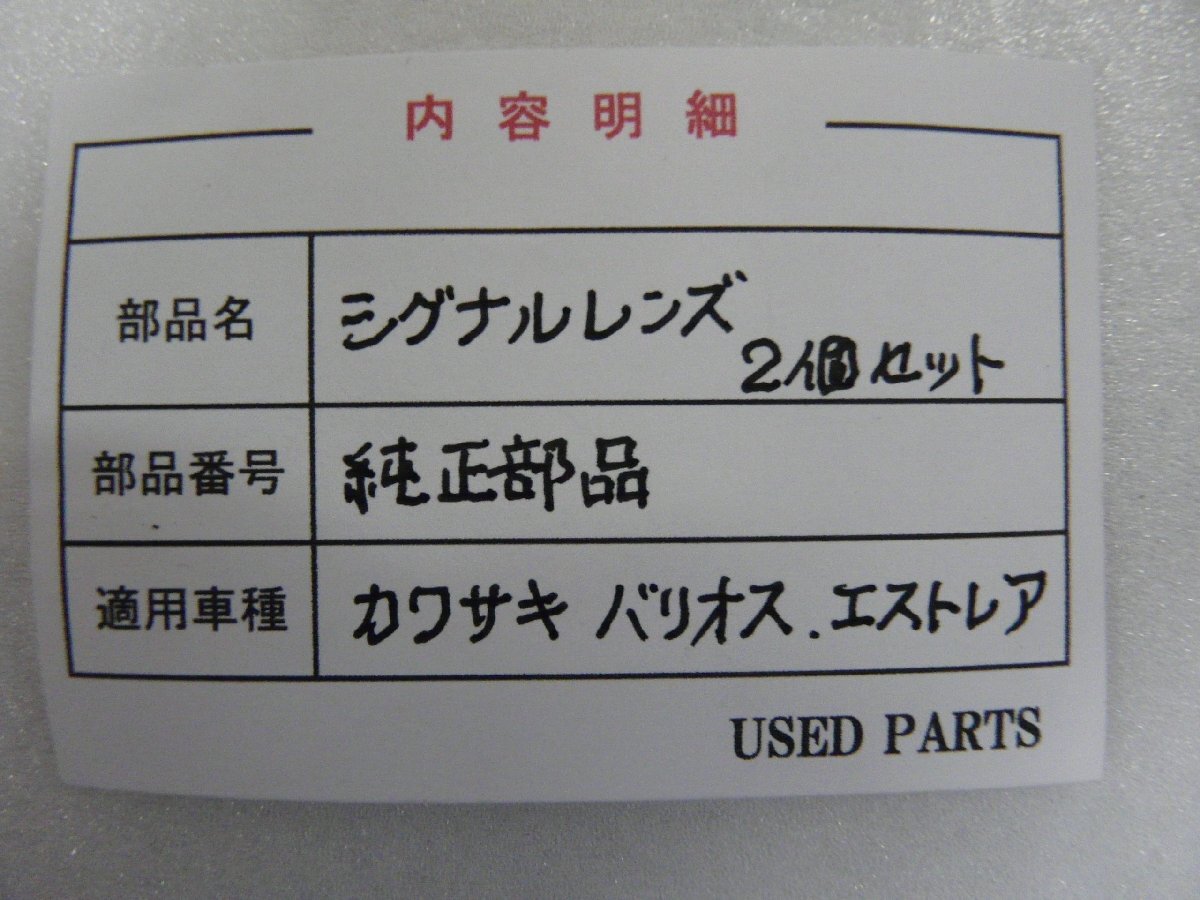 内容明細
部品名 シグナルレンズ
2個セット
部品番号 純正部品
適用車種 カワサキ バリオス.エストレア
USED PARTS